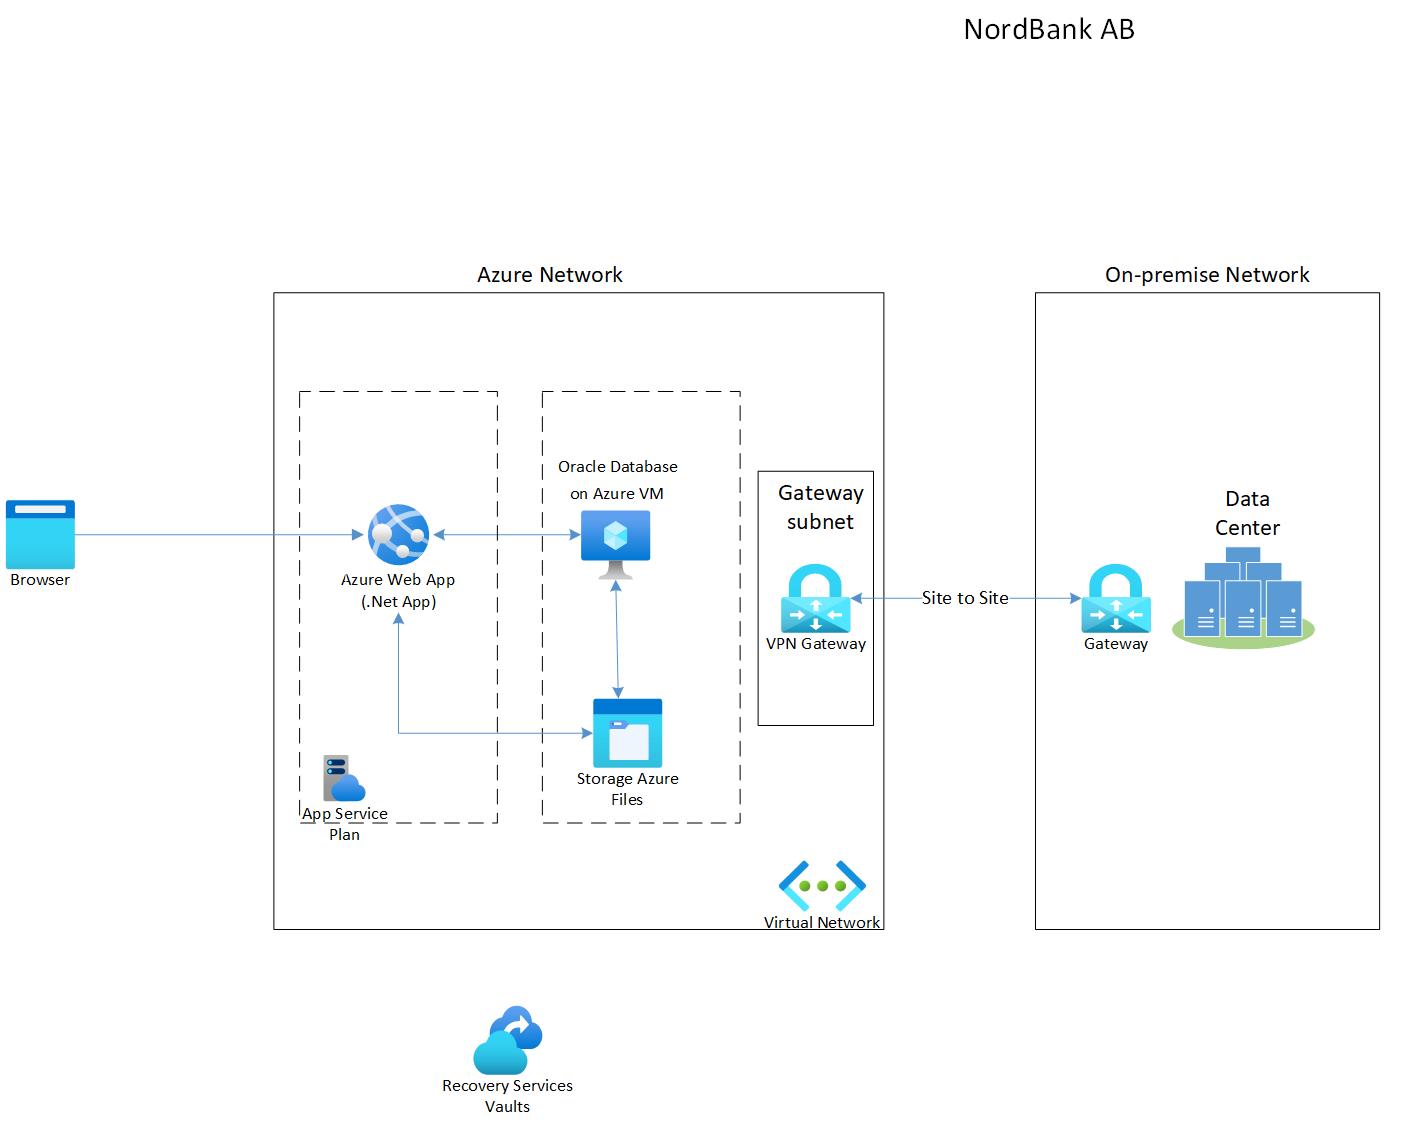 NordBank AB
Azure Network
On-premise Network
Oracle Database
on Azure VM
Gateway
subnet
Data
Center
Browser
Azure Web App
(.Net App)
Site to Site
VPN Gateway
Gateway
Storage Azure
Files
App Service
Plan
Virtual Network
Recovery Services
Vaults